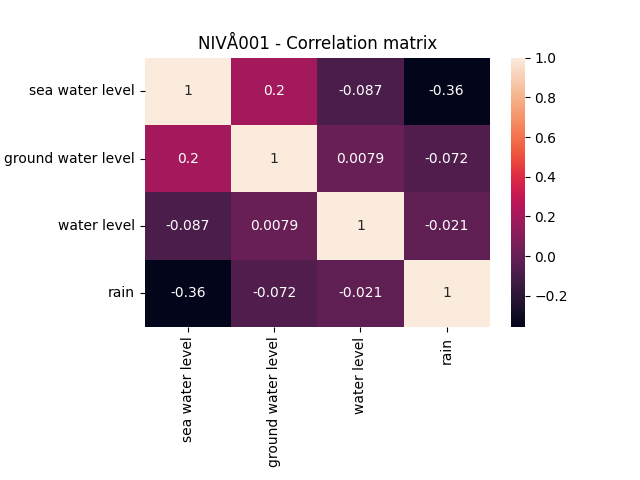 NIVÅ001 - Correlation matrix
sea water level
1
0.2
-0.087
-0.36
ground water level
0.2
1
0.0079
-0.072
water level
-0.087
0.0079
1
-0.021
rain
-0.36
-0.072
-0.021
1
sea water level
ground water level
water level
rain
1.0
0.8
0.6
0.4
0.2
0.0
−0.2